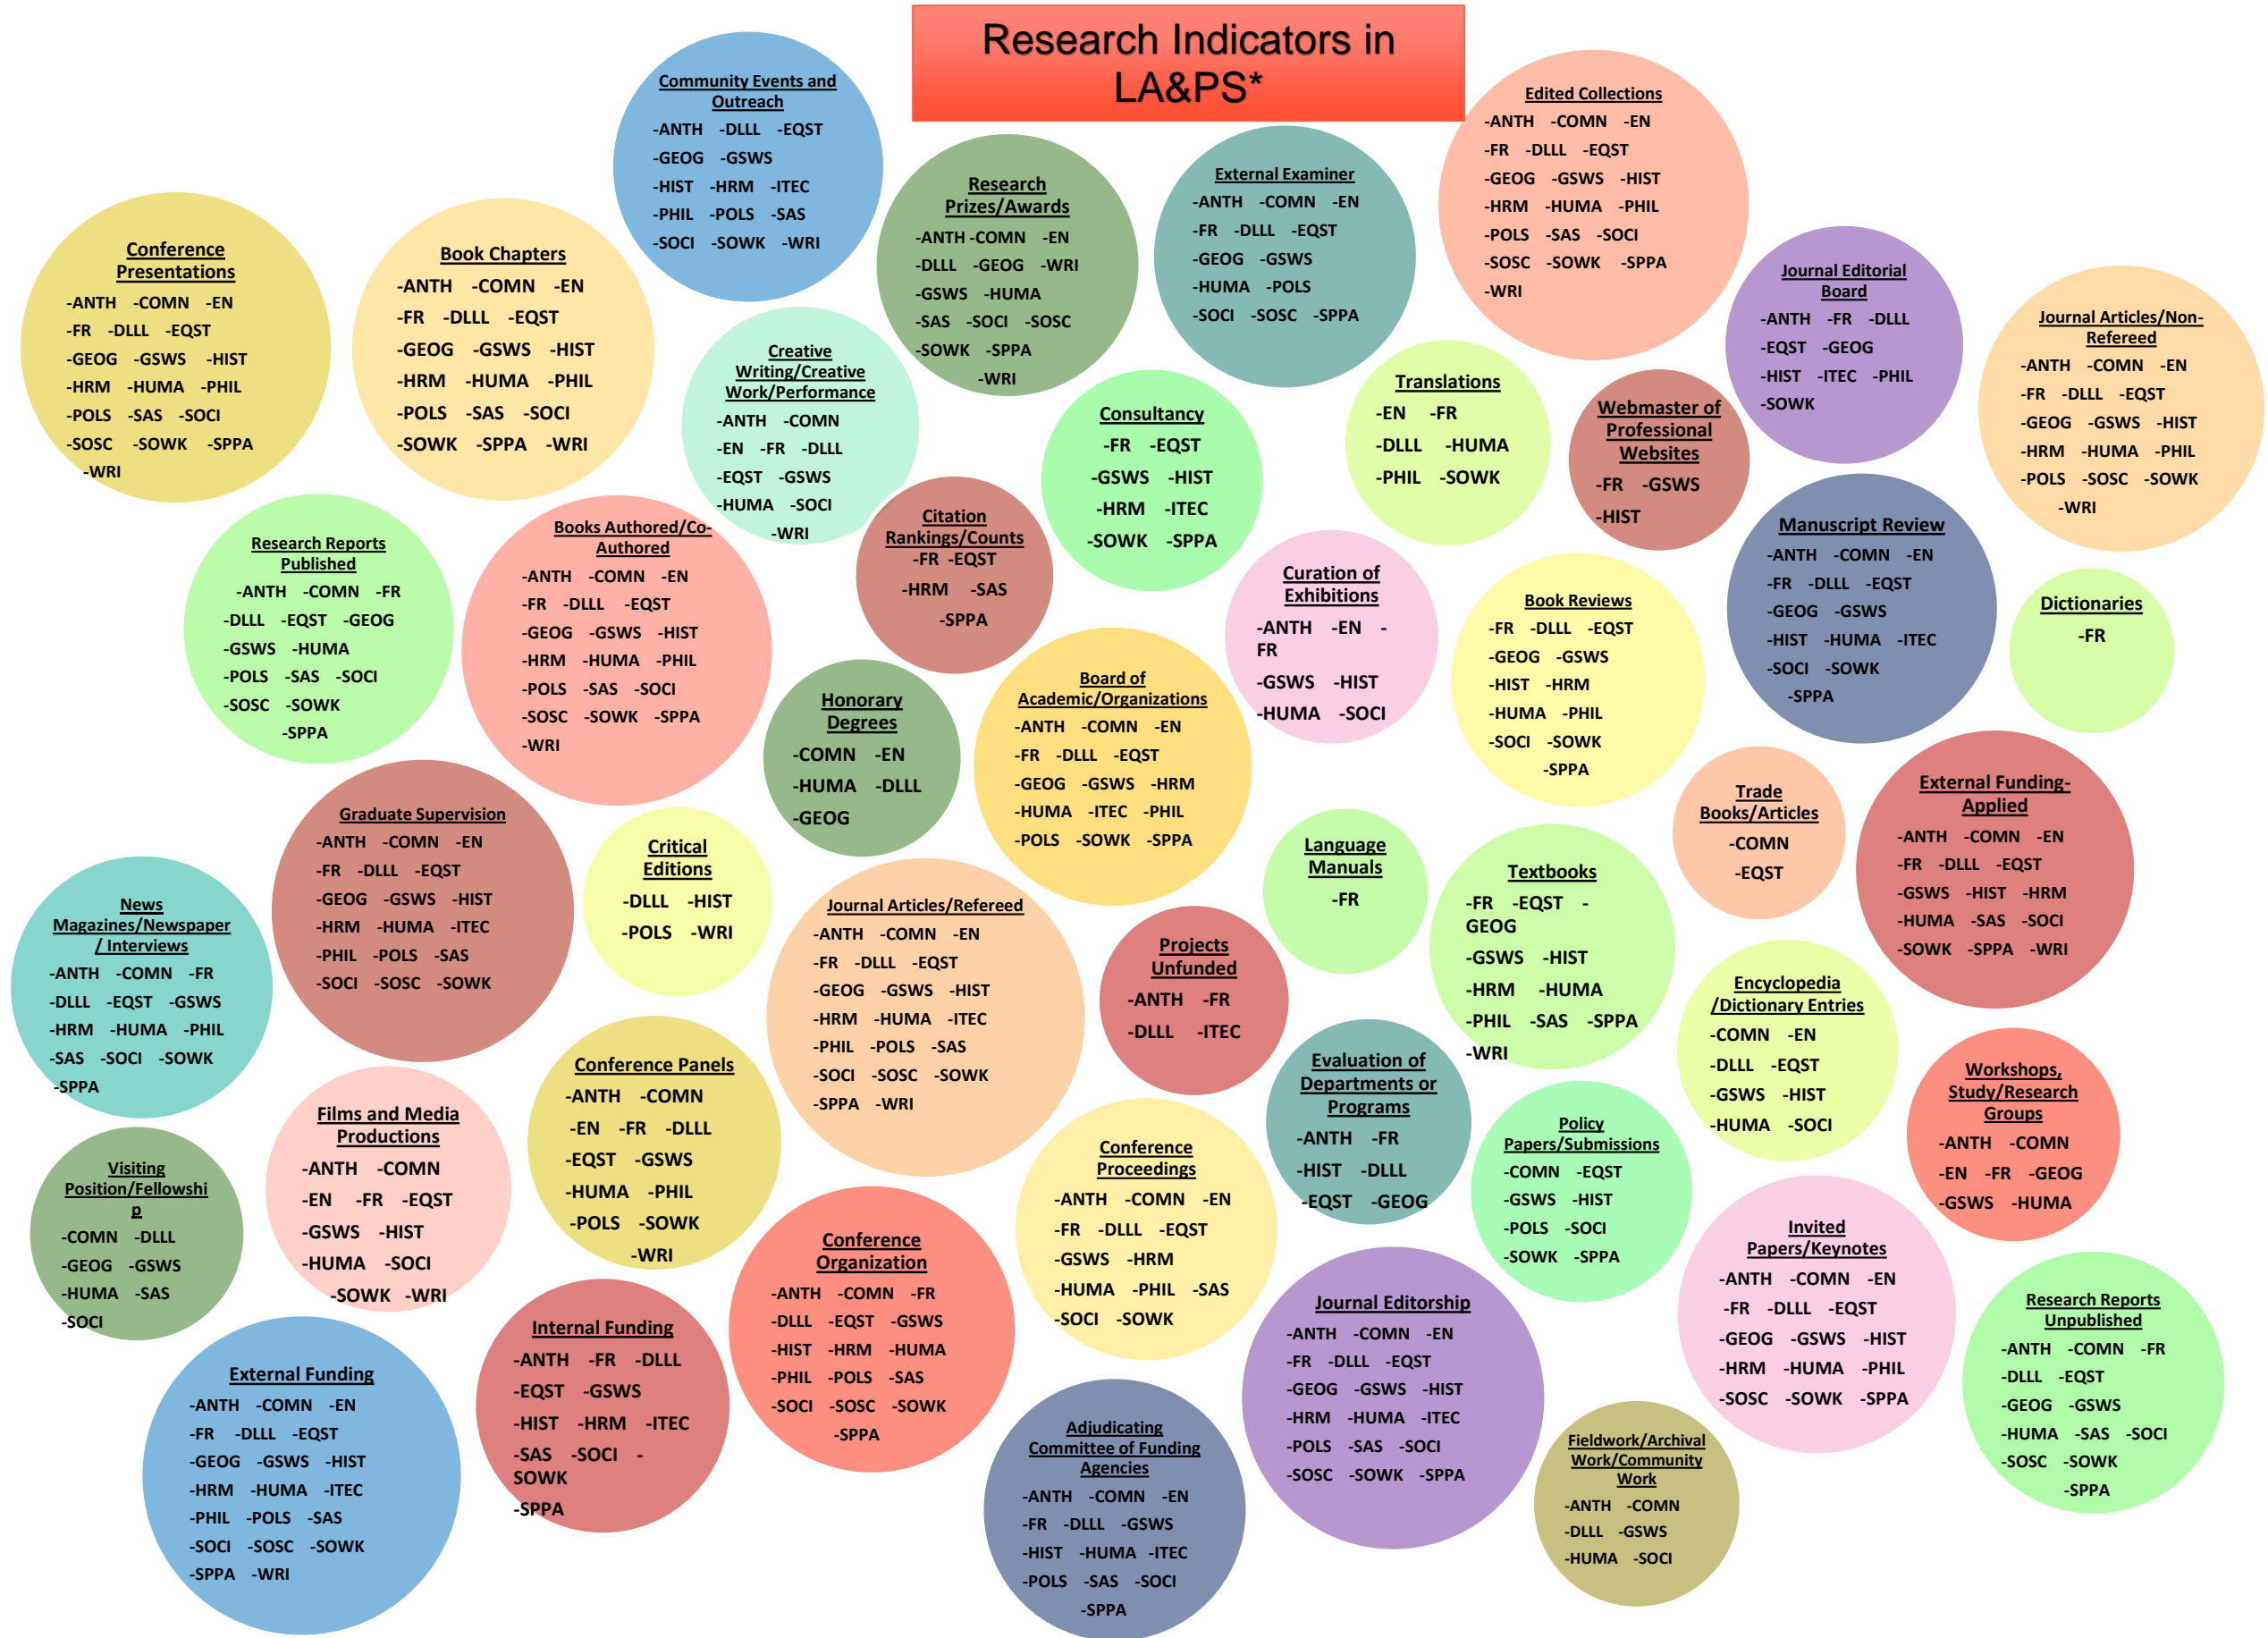 Research Indicators in
LA&PS*
Community Events and
Outreach
-ANTH -DLLL -EQST
-GEOG -GSWS
-HIST -HRM -ITEC
-PHIL -POLS -SAS
-SOCI -SOWK -WRI
Edited Collections
-ANTH -COMN -EN
-FR -DLLL -EQST
-GEOG -GSWS -HIST
-HRM -HUMA -PHIL
-POLS -SAS -SOCI
-SOSC -SOWK -SPPA
-WRI
Research
Prizes/Awards
-ANTH -COMN -EN
-DLLL -GEOG -WRI
-GSWS -HUMA
-SAS -SOCI -SOSC
-SOWK -SPPA
-WRI
External Examiner
-ANTH -COMN -EN
-FR -DLLL -EQST
-GEOG -GSWS
-HUMA -POLS
-SOCI -SOSC -SPPA
Conference
Presentations
-ANTH -COMN -EN
-FR -DLLL -EQST
-GEOG -GSWS -HIST
-HRM -HUMA -PHIL
-POLS -SAS -SOCI
-SOSC -SOWK -SPPA
-WRI
Book Chapters
-ANTH -COMN -EN
-FR -DLLL -EQST
-GEOG -GSWS -HIST
-HRM -HUMA -PHIL
-POLS -SAS -SOCI
-SOWK -SPPA -WRI
Journal Editorial
Board
-ANTH -FR -DLLL
-EQST -GEOG
-HIST -ITEC -PHIL
-SOWK
Journal Articles/Non-
Refereed
-ANTH -COMN -EN
-FR -DLLL -EQST
-GEOG -GSWS -HIST
-HRM -HUMA -PHIL
-POLS -SOSC -SOWK
-WRI
Creative
Writing/Creative
Work/Performance
-ANTH -COMN
-EN -FR -DLLL
-EQST -GSWS
-HUMA -SOCI
-WRI
Consultancy
-FR -EQST
-GSWS -HIST
-HRM -ITEC
-SOWK -SPPA
Translations
-EN -FR
-DLLL -HUMA
-PHIL -SOWK
Webmaster of
Professional
Websites
-FR -GSWS
-HIST
Research Reports
Published
-ANTH -COMN -FR
-DLLL -EQST -GEOG
-GSWS -HUMA
-POLS -SAS -SOCI
-SOSC -SOWK
-SPPA
Books Authored/Co-
Authored
-ANTH -COMN -EN
-FR -DLLL -EQST
-GEOG -GSWS -HIST
-HRM -HUMA -PHIL
-POLS -SAS -SOCI
-SOSC -SOWK -SPPA
-WRI
Citation
Rankings/Counts
-FR -EQST
-HRM -SAS
-SPPA
Curation of
Exhibitions
-ANTH -EN -
FR
-GSWS -HIST
-HUMA -SOCI
Book Reviews
-FR -DLLL -EQST
-GEOG -GSWS
-HIST -HRM
-HUMA -PHIL
-SOCI -SOWK
-SPPA
Manuscript Review
-ANTH -COMN -EN
-FR -DLLL -EQST
-GEOG -GSWS
-HIST -HUMA -ITEC
-SOCI -SOWK
-SPPA
Dictionaries
-FR
Honorary
Degrees
-COMN -EN
-HUMA -DLLL
-GEOG
Board of
Academic/Organizations
-ANTH -COMN -EN
-FR -DLLL -EQST
-GEOG -GSWS -HRM
-HUMA -ITEC -PHIL
-POLS -SOWK -SPPA
Trade
Books/Articles
-COMN
-EQST
External Funding-
Applied
-ANTH -COMN -EN
-FR -DLLL -EQST
-GSWS -HIST -HRM
-HUMA -SAS -SOCI
-SOWK -SPPA -WRI
Graduate Supervision
-ANTH -COMN -EN
-FR -DLLL -EQST
-GEOG -GSWS -HIST
-HRM -HUMA -ITEC
-PHIL -POLS -SAS
-SOCI -SOSC -SOWK
Critical
Editions
-DLLL -HIST
-POLS -WRI
Language
Manuals
-FR
Textbooks
-FR -EQST -
GEOG
-GSWS -HIST
-HRM -HUMA
-PHIL -SAS -SPPA
-WRI
News
Magazines/Newspaper
/ Interviews
-ANTH -COMN -FR
-DLLL -EQST -GSWS
-HRM -HUMA -PHIL
-SAS -SOCI -SOWK
-SPPA
Journal Articles/Refereed
-ANTH -COMN -EN
-FR -DLLL -EQST
-GEOG -GSWS -HIST
-HRM -HUMA -ITEC
-PHIL -POLS -SAS
-SOCI -SOSC -SOWK
-SPPA -WRI
Projects
Unfunded
-ANTH -FR
-DLLL -ITEC
Encyclopedia
/Dictionary Entries
-COMN -EN
-DLLL -EQST
-GSWS -HIST
-HUMA -SOCI
Films and Media
Productions
-ANTH -COMN
-EN -FR -EQST
-GSWS -HIST
-HUMA -SOCI
-SOWK -WRI
Conference Panels
-ANTH -COMN
-EN -FR -DLLL
-EQST -GSWS
-HUMA -PHIL
-POLS -SOWK
-WRI
Evaluation of
Departments or
Programs
-ANTH -FR
-HIST -DLLL
-EQST -GEOG
Workshops,
Study/Research
Groups
-ANTH -COMN
-EN -FR -GEOG
-GSWS -HUMA
Visiting
Position/Fellowshi
p
-COMN -DLLL
-GEOG -GSWS
-HUMA -SAS
-SOCI
Conference
Proceedings
-ANTH -COMN -EN
-FR -DLLL -EQST
-GSWS -HRM
-HUMA -PHIL -SAS
-SOCI -SOWK
Policy
Papers/Submissions
-COMN -EQST
-GSWS -HIST
-POLS -SOCI
-SOWK -SPPA
Conference
Organization
-ANTH -COMN -FR
-DLLL -EQST -GSWS
-HIST -HRM -HUMA
-PHIL -POLS -SAS
-SOCI -SOSC -SOWK
-SPPA
Invited
Papers/Keynotes
-ANTH -COMN -EN
-FR -DLLL -EQST
-GEOG -GSWS -HIST
-HRM -HUMA -PHIL
-SOSC -SOWK -SPPA
Research Reports
Unpublished
-ANTH -COMN -FR
-DLLL -EQST
-GEOG -GSWS
-HUMA -SAS -SOCI
-SOSC -SOWK
-SPPA
External Funding
-ANTH -COMN -EN
-FR -DLLL -EQST
-GEOG -GSWS -HIST
-HRM -HUMA -ITEC
-PHIL -POLS -SAS
-SOCI -SOSC -SOWK
-SPPA -WRI
Internal Funding
-ANTH -FR -DLLL
-EQST -GSWS
-HIST -HRM -ITEC
-SAS -SOCI -
SOWK
-SPPA
Journal Editorship
-ANTH -COMN -EN
-FR -DLLL -EQST
-GEOG -GSWS -HIST
-HRM -HUMA -ITEC
-POLS -SAS -SOCI
-SOSC -SOWK -SPPA
Adjudicating
Committee of Funding
Agencies
-ANTH -COMN -EN
-FR -DLLL -GSWS
-HIST -HUMA -ITEC
-POLS -SAS -SOCI
-SPPA
Fieldwork/Archival
Work/Community
Work
-ANTH -COMN
-DLLL -GSWS
-HUMA -SOCI